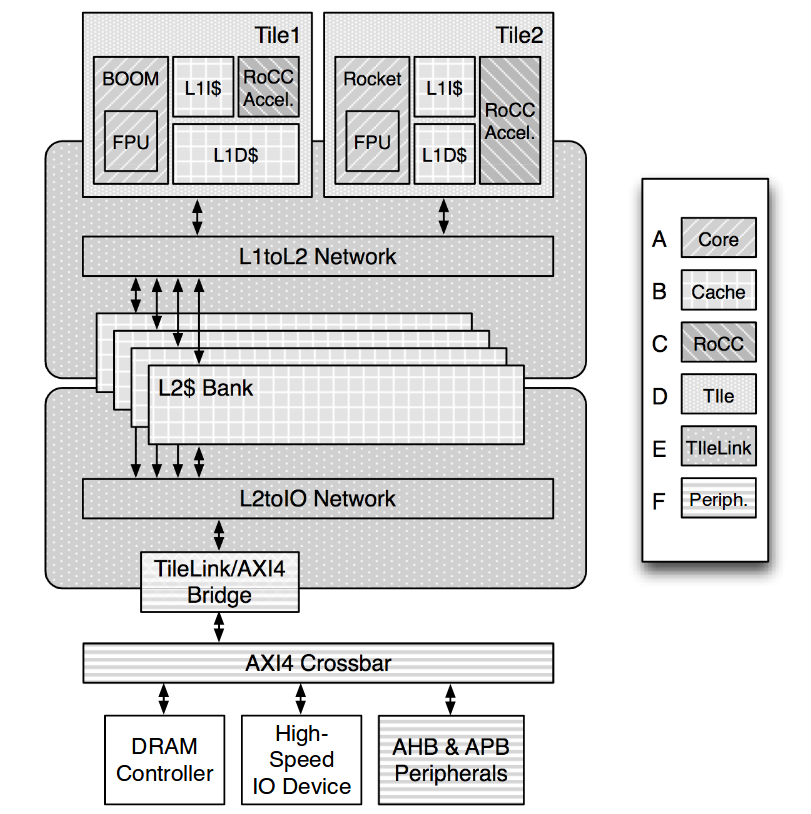 Tile1
Tile2
BOOM
FPU
L1I$
RoCC
Accel.
L1D$
Rocket
FPU
L1I$
L1D$
RoCC
Accel.
L1toL2 Network
L2$ Bank
L2toIO Network
TileLink/AXI4
Bridge
AXI4 Crossbar
DRAM
Controller
High-
Speed
IO Device
AHB & APB
Peripherals
A Core
B Cache
C RoCC
D TIle
E TIleLink
F Periph.